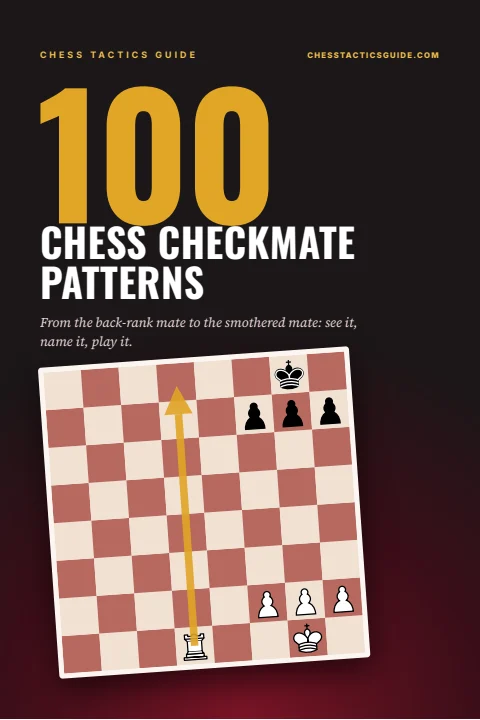 CHESS TACTICS GUIDE
CHESSTACTICSGUIDE.COM
100
CHESS CHECKMATE
PATTERNS
From the back-rank mate to the smothered mate: see it,
name it, play it.